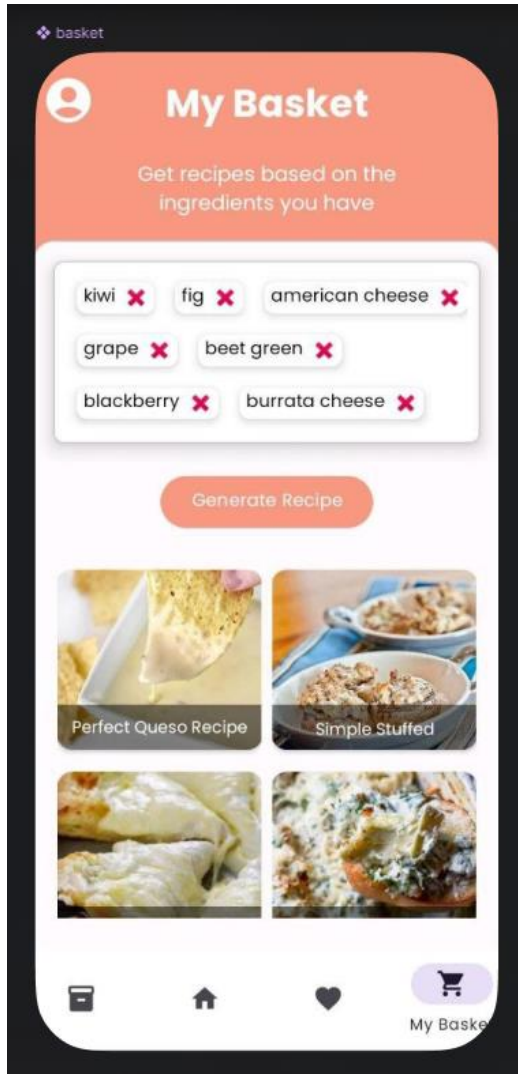 basket
My Basket
Get recipes based on the
ingredients you have
kiwi fig american cheese
grape beet green
blackberry burrata cheese
Generate Recipe
Perfect Queso Recipe Simple Stuffed
My Baske